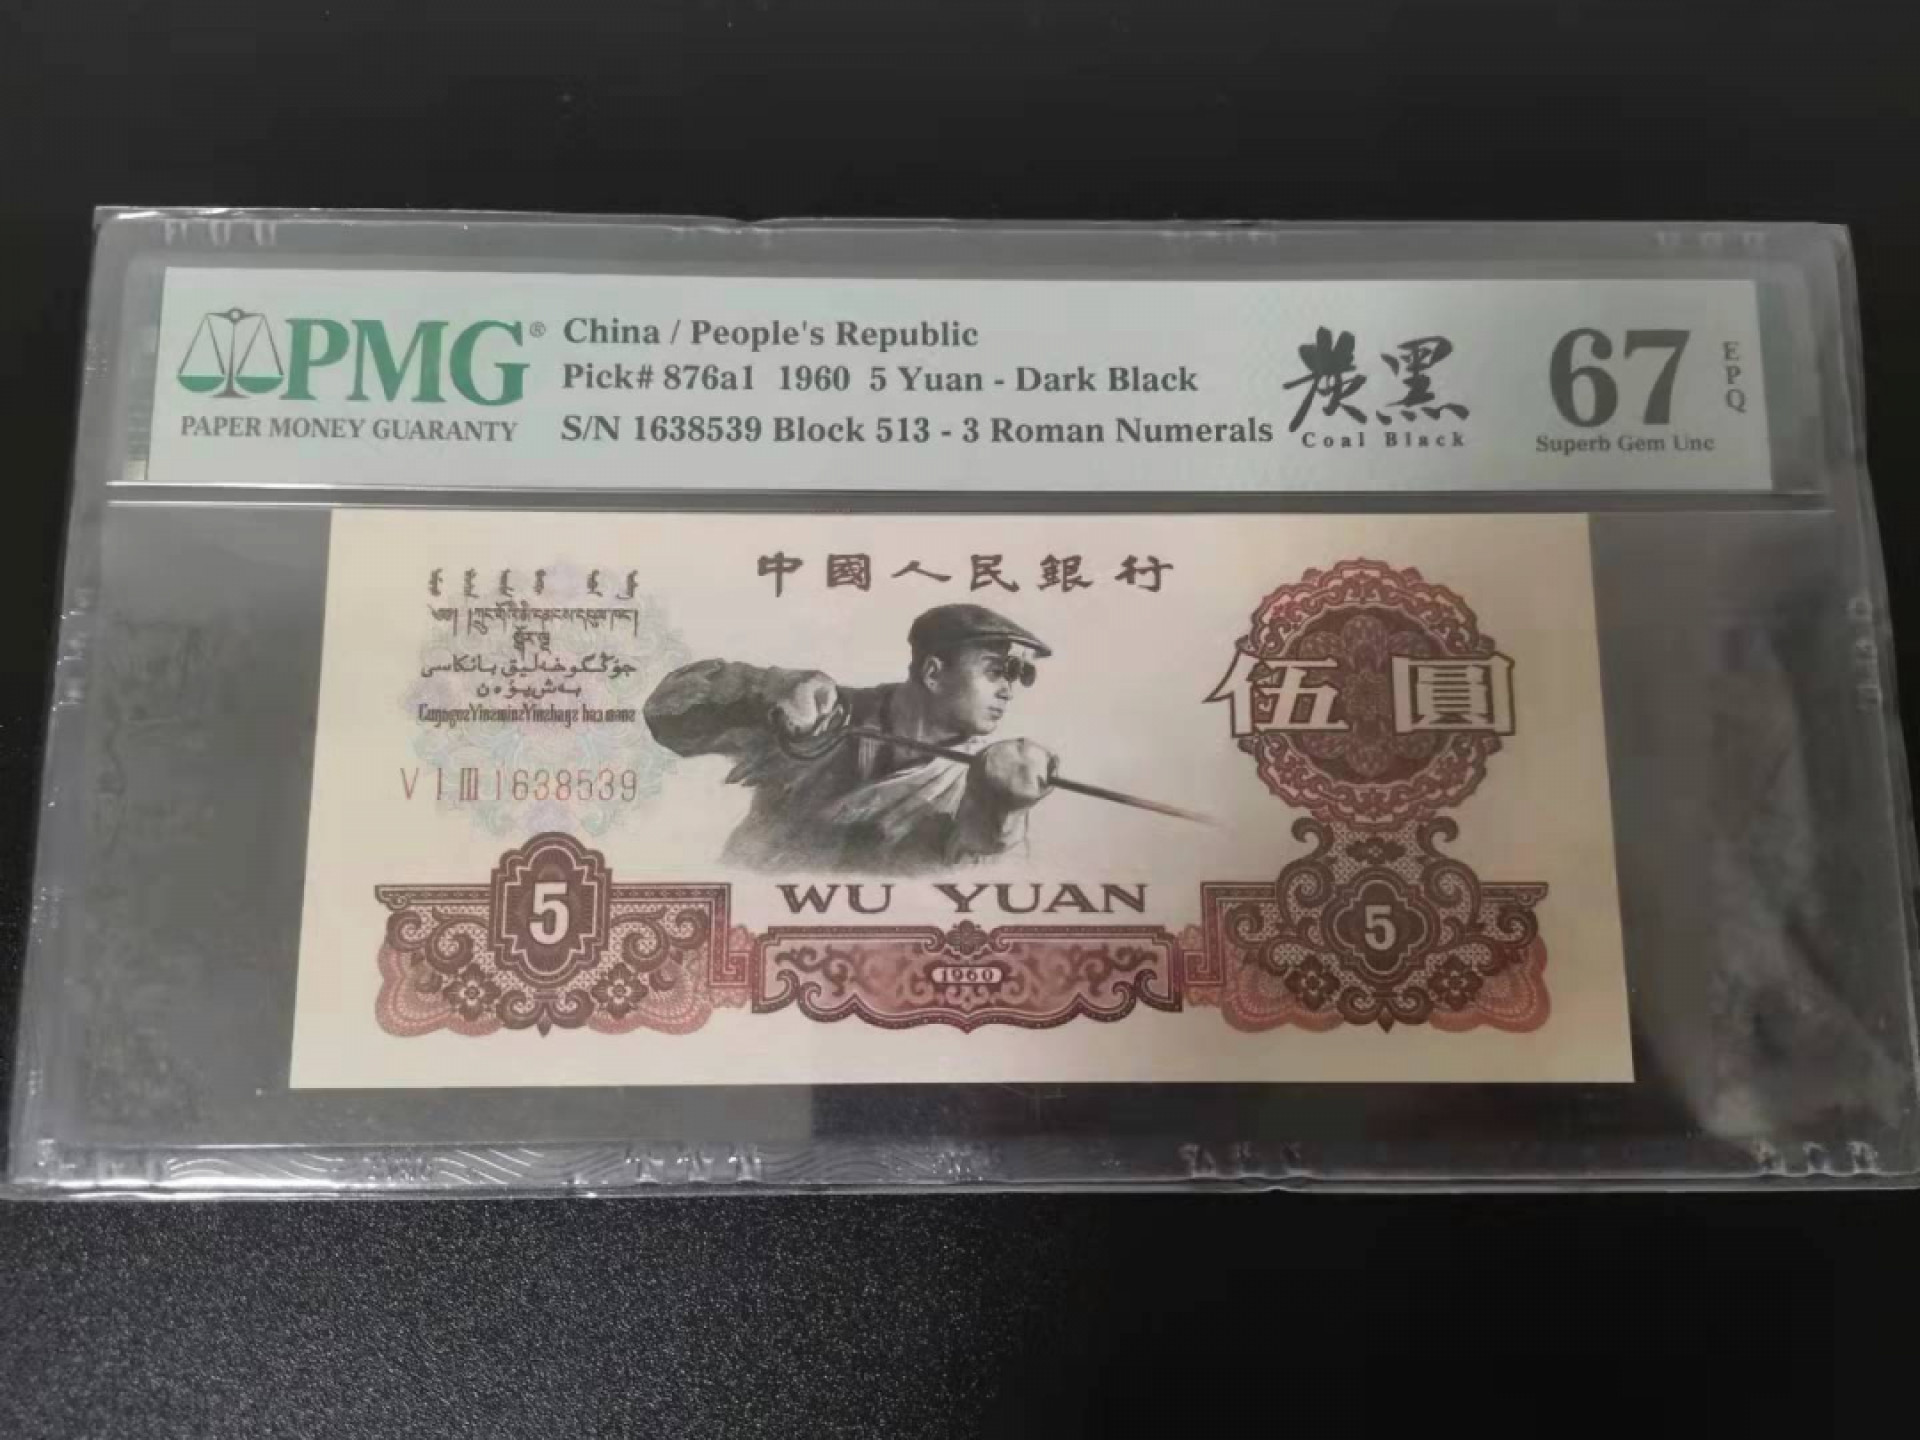 PMG®
PAPER MONEY GUARANTY
China / People's Republic
Pick# 876a1 1960 5 Yuan - Dark Black
S/N 1638539 Block 513 - 3 Roman Numerals
炭黑
Coal Black
67
EPQ
Superb Gem Unc
中國人民銀行
伍圓
V I III 1638539
5
WU YUAN
1960
5